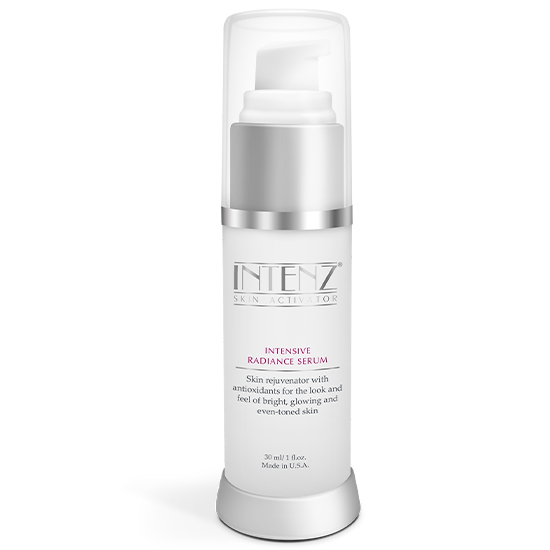 INTENZ®
SKIN ACTIVATOR
INTENSIVE
RADIANCE SERUM
Skin rejuvenator with
antioxidants for the look and
feel of bright, glowing and
even-toned skin
30 ml/ 1 fl.oz.
Made in U.S.A.